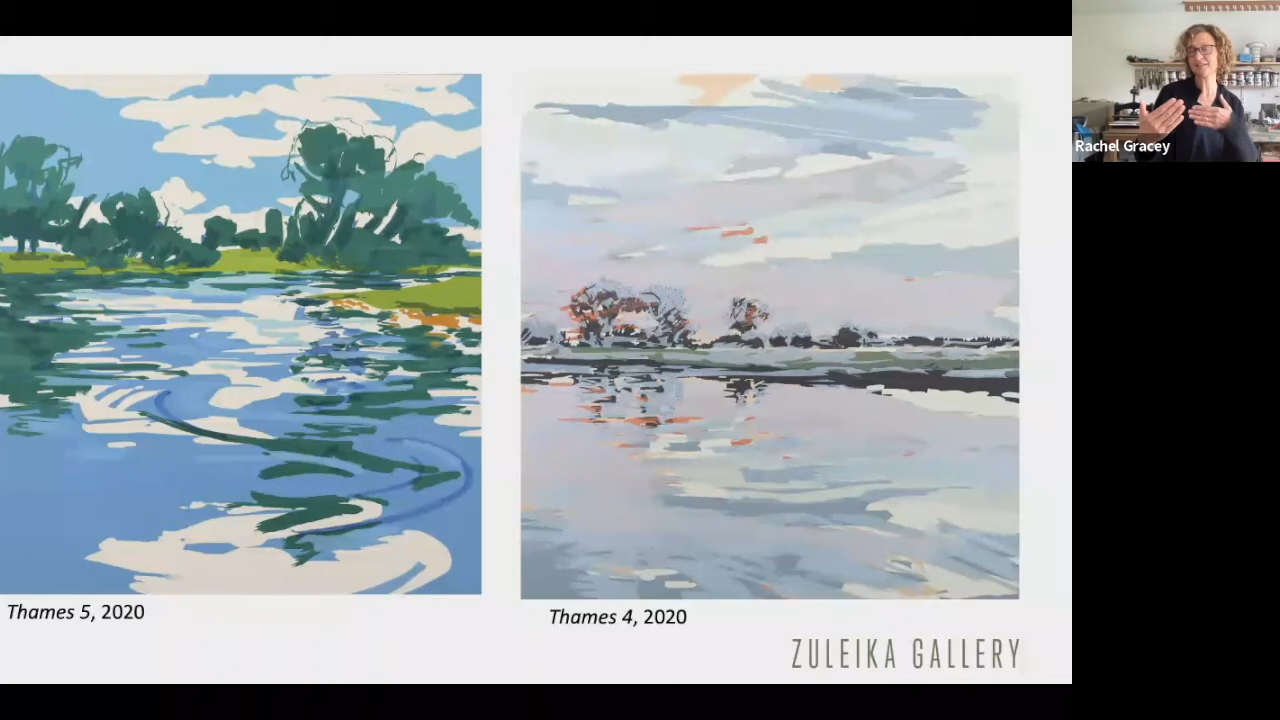 Rachel Gracey
Thames 5, 2020
Thames 4, 2020
ZULEIKA GALLERY